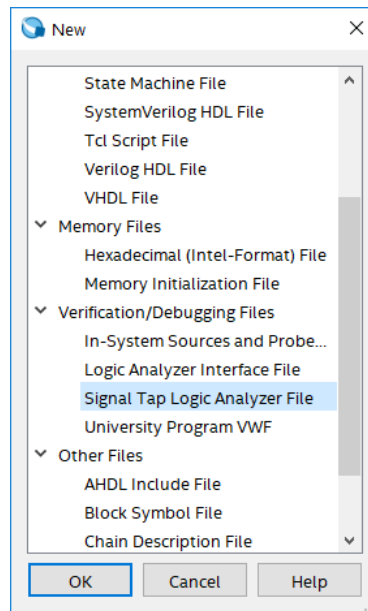 New
State Machine File
SystemVerilog HDL File
Tcl Script File
Verilog HDL File
VHDL File
Memory Files
Hexadecimal (Intel-Format) File
Memory Initialization File
Verification/Debugging Files
In-System Sources and Probe...
Logic Analyzer Interface File
Signal Tap Logic Analyzer File
University Program VWF
Other Files
AHDL Include File
Block Symbol File
Chain Description File
OK Cancel Help